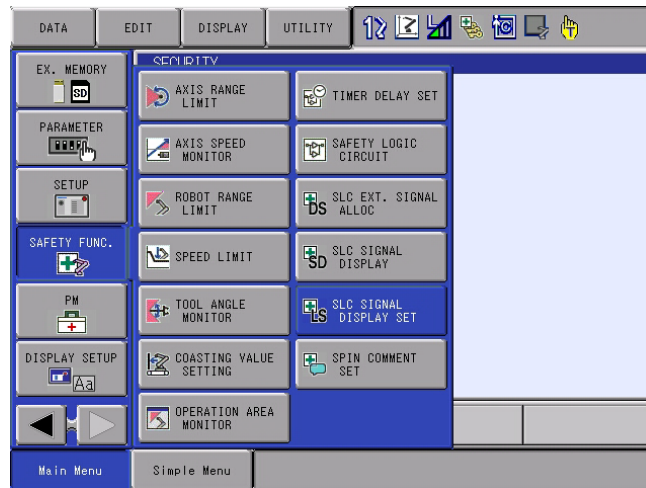 DATA
EDIT
DISPLAY
UTILITY
EX. MEMORY
SD
PARAMETER
SETUP
SAFETY FUNC.
PM
DISPLAY SETUP
Aa
SECURITY
AXIS RANGE
LIMIT
AXIS SPEED
MONITOR
ROBOT RANGE
LIMIT
SPEED LIMIT
TOOL ANGLE
MONITOR
COASTING VALUE
SETTING
OPERATION AREA
MONITOR
TIMER DELAY SET
SAFETY LOGIC
CIRCUIT
DS
SLC EXT. SIGNAL
ALLOC
SD
SLC SIGNAL
DISPLAY
LS
SLC SIGNAL
DISPLAY SET
SPIN COMMENT
SET
Main Menu
Simple Menu